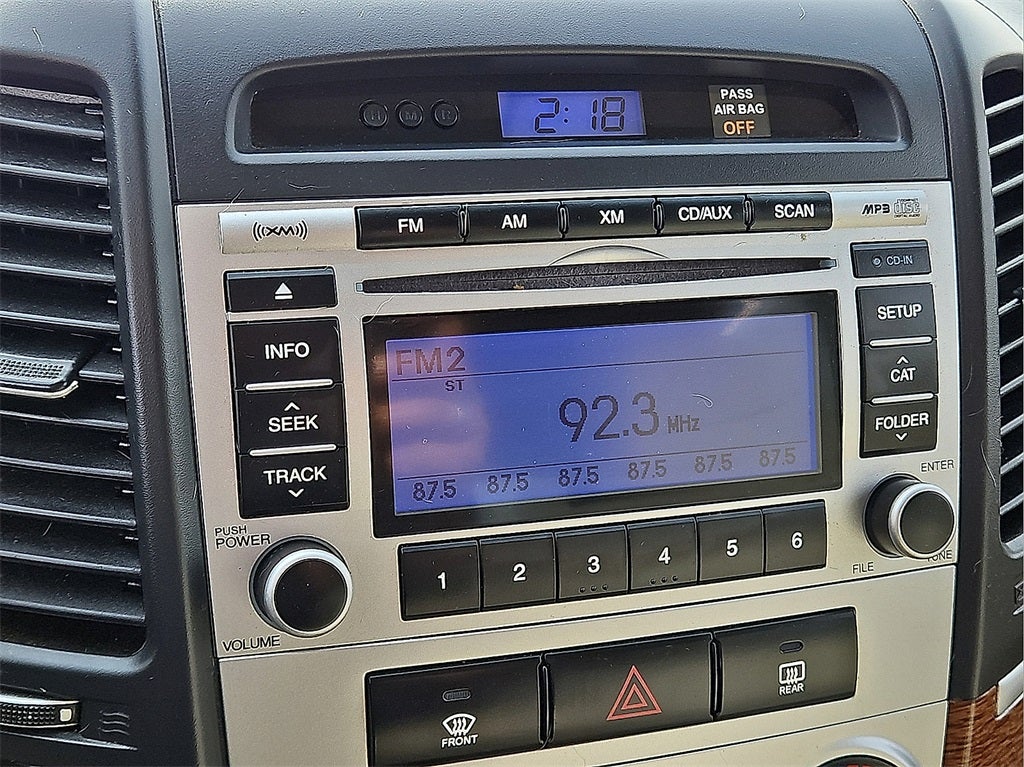 H M R
2:18
PASS
AIR BAG
OFF
((XM))
FM
AM
XM
CD/AUX
SCAN
MP3
disc
CD-IN
INFO
SEEK
TRACK
SETUP
CAT
FOLDER
FM2
ST
92.3 MHz
87.5 87.5 87.5 87.5 87.5 87.5
PUSH
POWER
VOLUME
1 2 3 4 5 6
ENTER
FILE
TUNE
FRONT
REAR